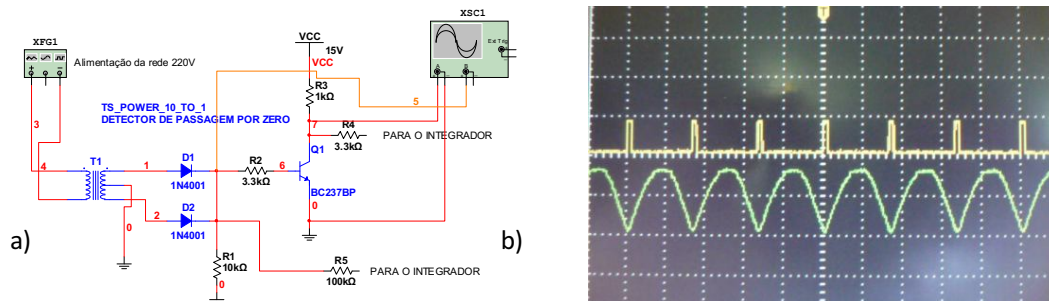 XFG1
Alimentação da rede 220V
VCC
15V
VCC
XSC1
Ext Trig
A
B
R3
1kΩ
5
TS_POWER_10_TO_1
DETECTOR DE PASSAGEM POR ZERO
3
7
R4
3.3kΩ
PARA O INTEGRADOR
4
T1
1
D1
1N4001
R2
3.3kΩ
6
Q1
BC237BP
0
2
D2
1N4001
0
R1
10kΩ
0
R5
100kΩ
PARA O INTEGRADOR
a)
b)
T